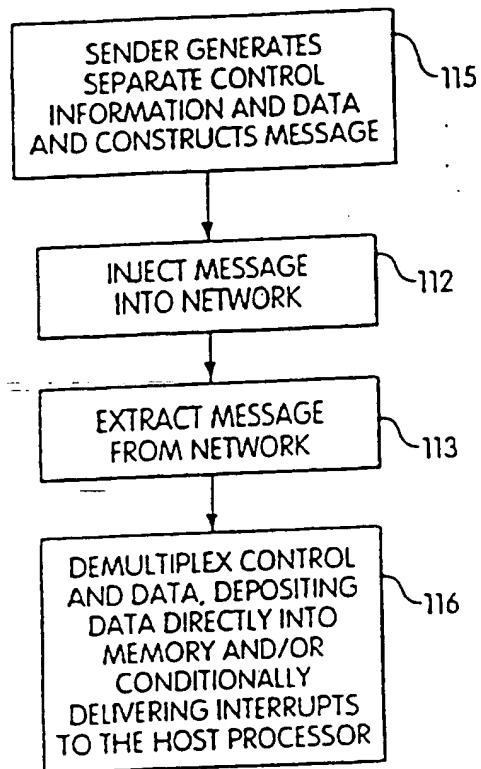 SENDER GENERATES
SEPARATE CONTROL
INFORMATION AND DATA
AND CONSTRUCTS MESSAGE
115
INJECT MESSAGE
INTO NETWORK
112
EXTRACT MESSAGE
FROM NETWORK
113
DEMULTIPLEX CONTROL
AND DATA, DEPOSITING
DATA DIRECTLY INTO
MEMORY AND/OR
CONDITIONALLY
DELIVERING INTERRUPTS
TO THE HOST PROCESSOR
116